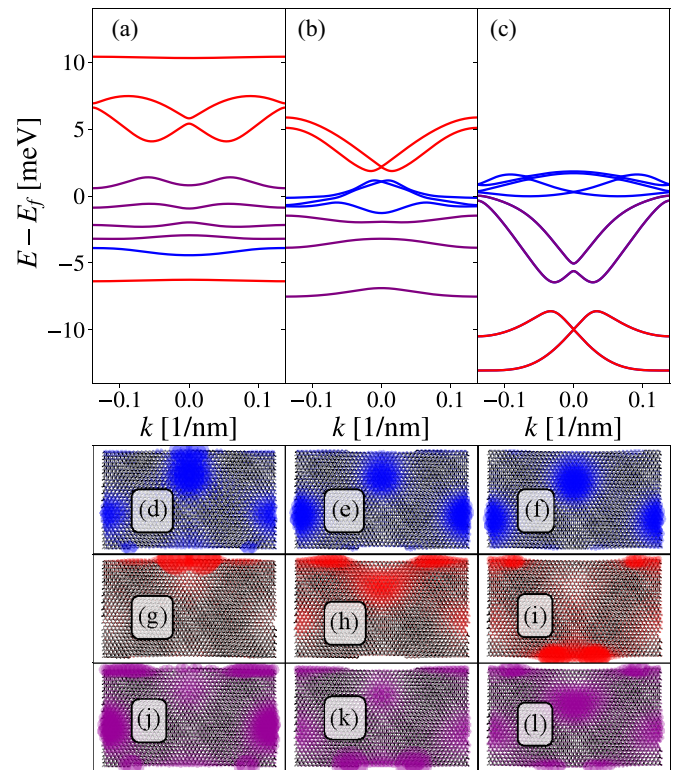 (a) (b) (c)
10
5
0
−5
−10
E − E_f [meV]
−0.1 0.0 0.1 −0.1 0.0 0.1 −0.1 0.0 0.1
k [1/nm] k [1/nm] k [1/nm]
(d) (e) (f)
(g) (h) (i)
(j) (k) (l)